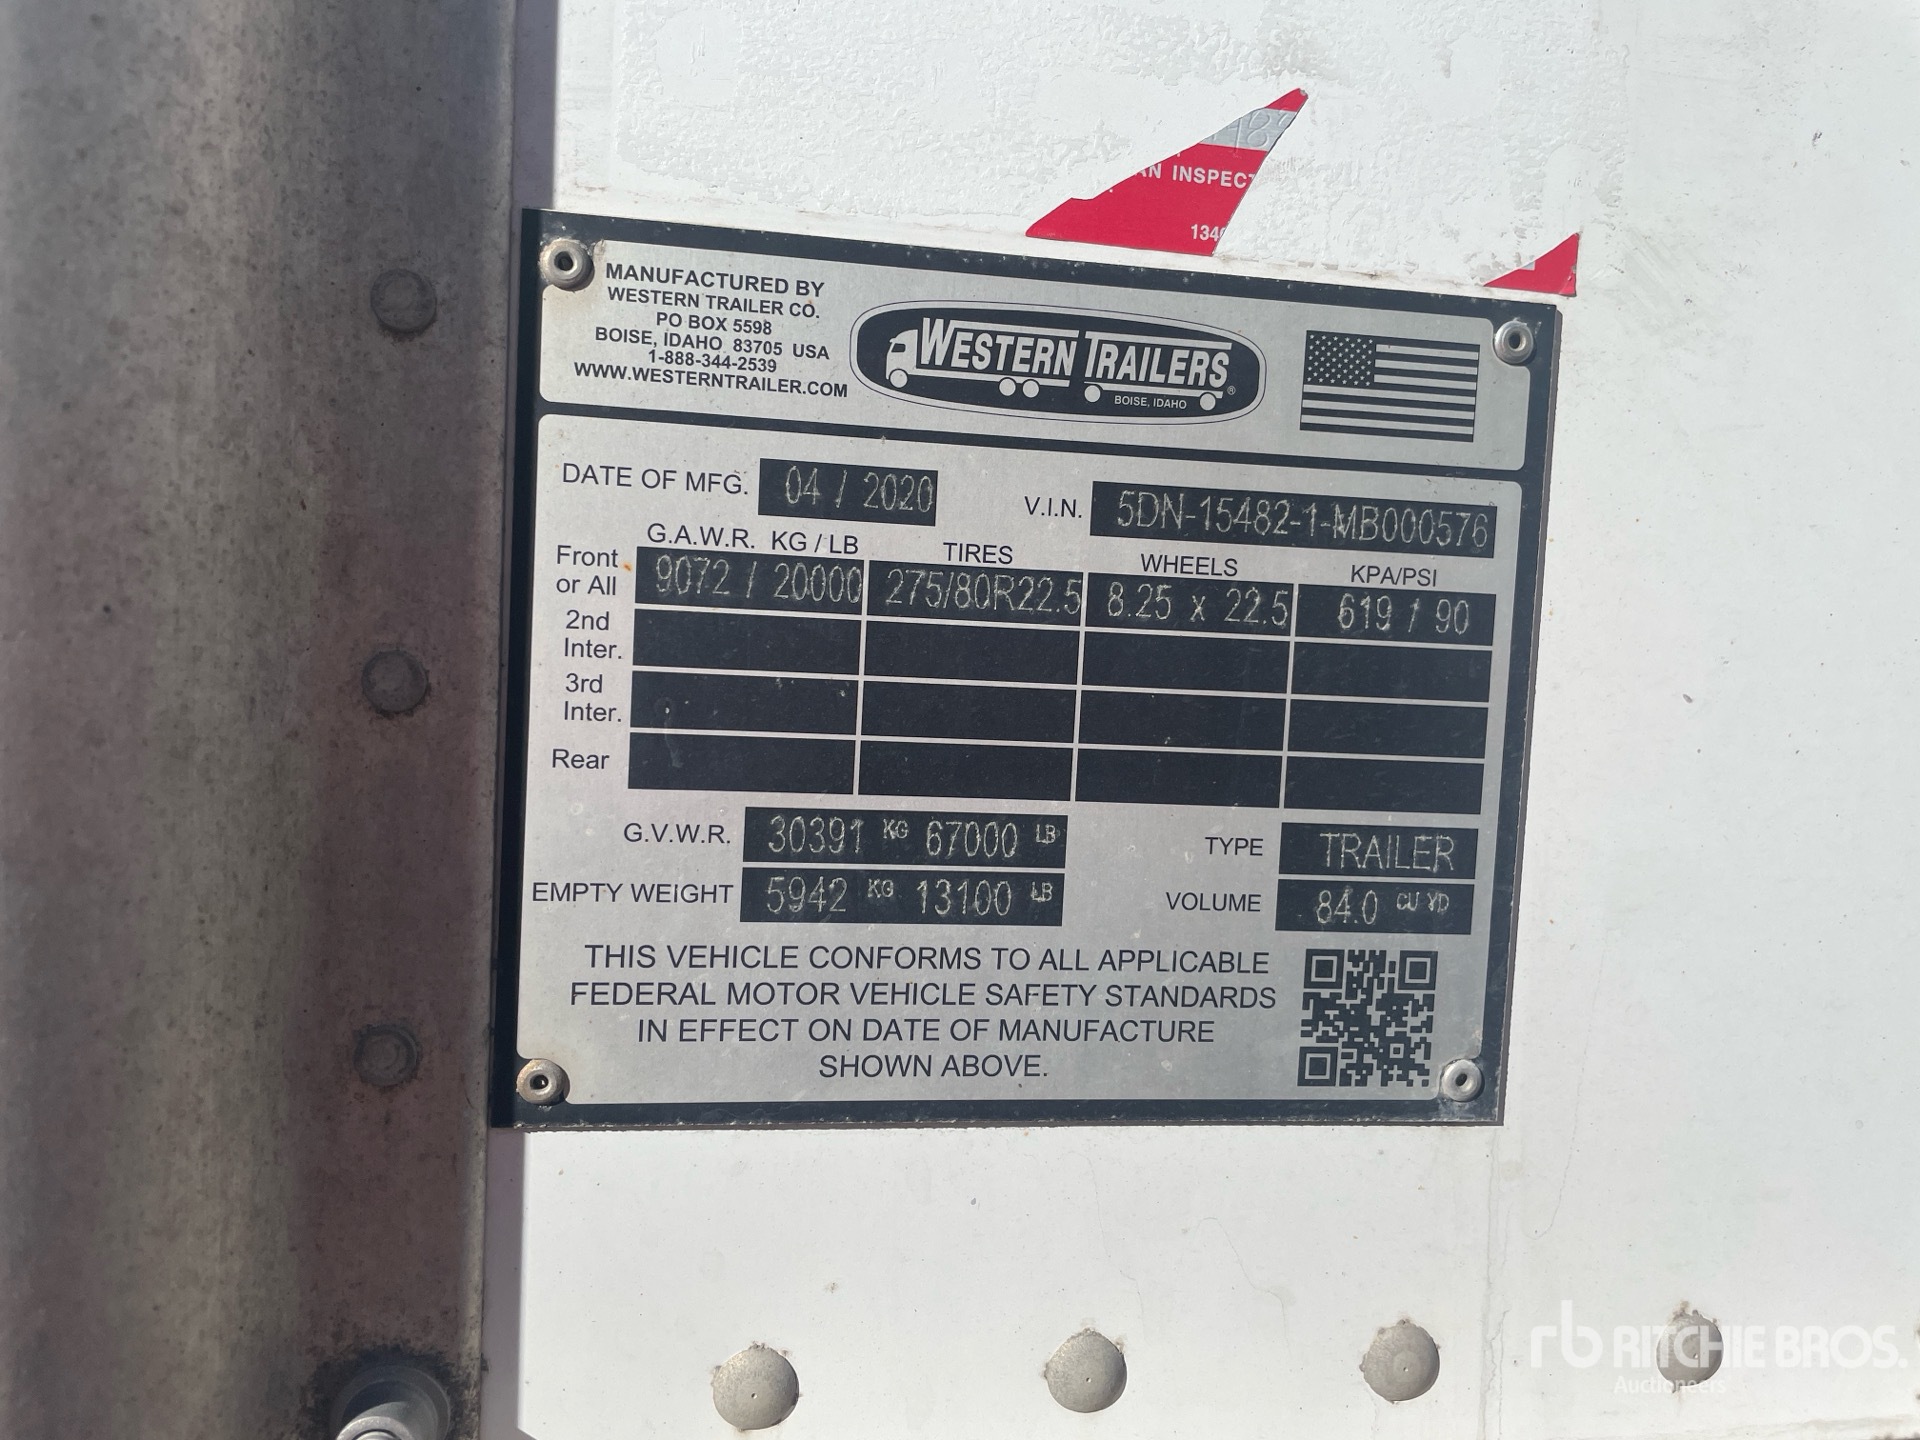 AN INSPECT
134
MANUFACTURED BY
WESTERN TRAILER CO.
PO BOX 5598
BOISE, IDAHO 83705 USA
1-888-344-2539
WWW.WESTERNTRAILER.COM
WESTERN TRAILERS®
BOISE, IDAHO
DATE OF MFG. 04 / 2020 V.I.N. 5DN-15482-1-MB000576
G.A.W.R. KG / LB TIRES WHEELS KPA/PSI
Front or All 9072 / 20000 275/80R22.5 8.25 x 22.5 619 / 90
2nd Inter.
3rd Inter.
Rear
G.V.W.R. 30391 KG 67000 LB TYPE TRAILER
EMPTY WEIGHT 5942 KG 13100 LB VOLUME 84.0 CU YD
THIS VEHICLE CONFORMS TO ALL APPLICABLE
FEDERAL MOTOR VEHICLE SAFETY STANDARDS
IN EFFECT ON DATE OF MANUFACTURE
SHOWN ABOVE.
rb RITCHIE BROS.
Auctioneers